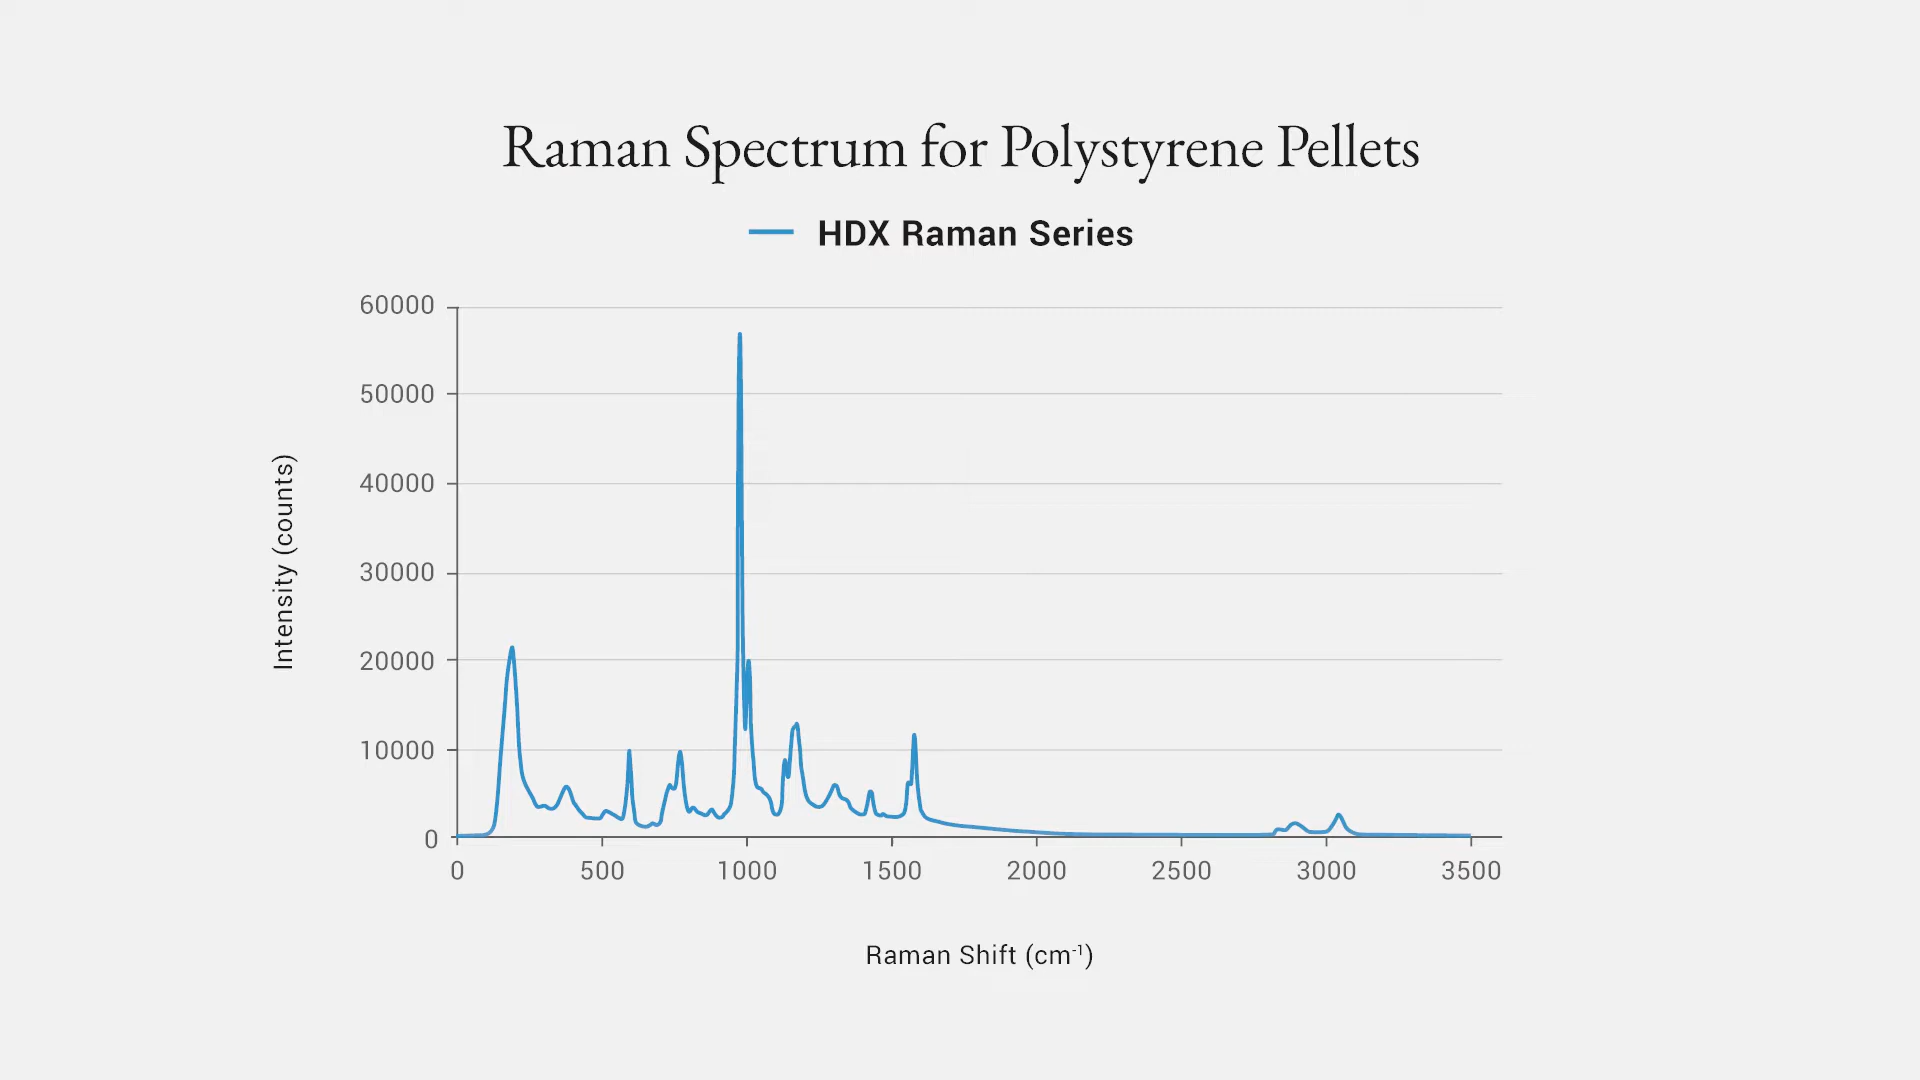 Raman Spectrum for Polystyrene Pellets
HDX Raman Series
60000
50000
40000
30000
20000
10000
0
Intensity (counts)
0 500 1000 1500 2000 2500 3000 3500
Raman Shift (cm⁻¹)